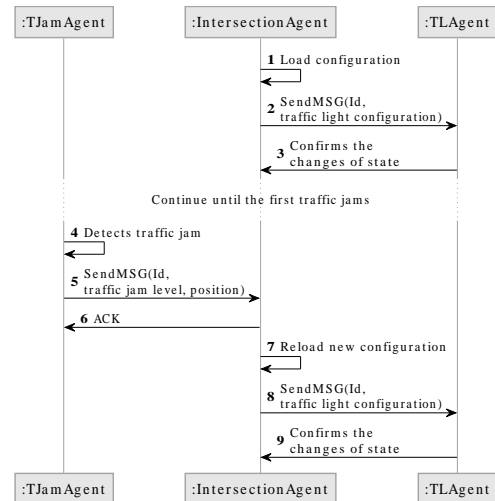 :TJamAgent :IntersectionAgent :TLAgent
1 Load configuration
2 SendMSG(Id,
traffic light configuration)
3 Confirms the
changes of state
Continue until the first traffic jams
4 Detects traffic jam
5 SendMSG(Id,
traffic jam level, position)
6 ACK
7 Reload new configuration
8 SendMSG(Id,
traffic light configuration)
9 Confirms the
changes of state
:TJamAgent :IntersectionAgent :TLAgent